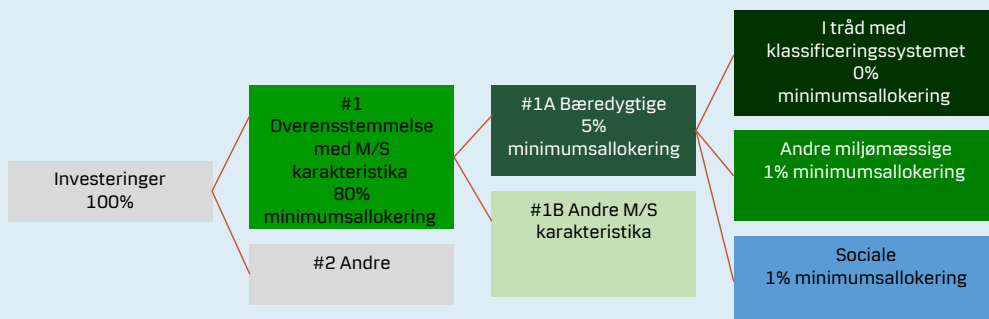 Investeringer
100%
#1
Overensstemmelse
med M/S
karakteristika
80%
minimumsallokering
#2 Andre
#1A Bæredygtige
5%
minimumsallokering
#1B Andre M/S
karakteristika
I tråd med
klassificeringssystemet
0%
minimumsallokering
Andre miljømæssige
1% minimumsallokering
Sociale
1% minimumsallokering